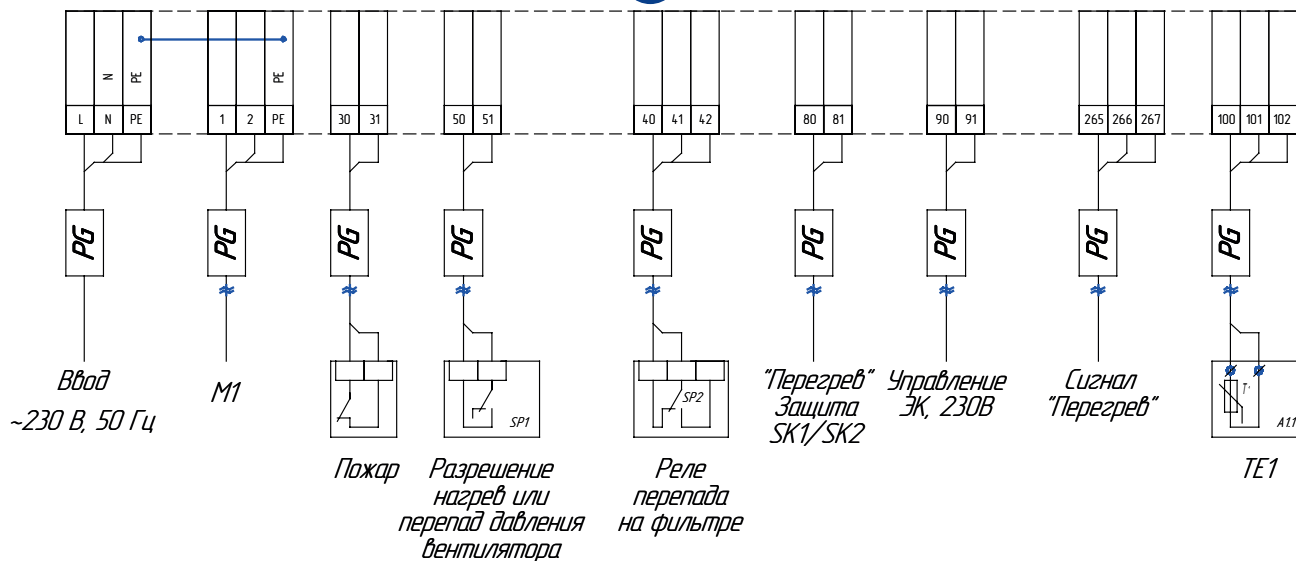 N PE PE
L N PE 1 2 PE 30 31 50 51 40 41 42 80 81 90 91 265 266 267 100 101 102
PG PG PG PG PG PG PG PG PG
Ввод
~230 В, 50 Гц
М1
SP1
SP2
"Перегрев"
Защита
SK1/SK2
Управление
ЭК, 230В
Сигнал
"Перегрев"
T°
A1.1
Пожар
Разрешение
нагрев или
перепад давления
вентилятора
Реле
перепада
на фильтре
TE1